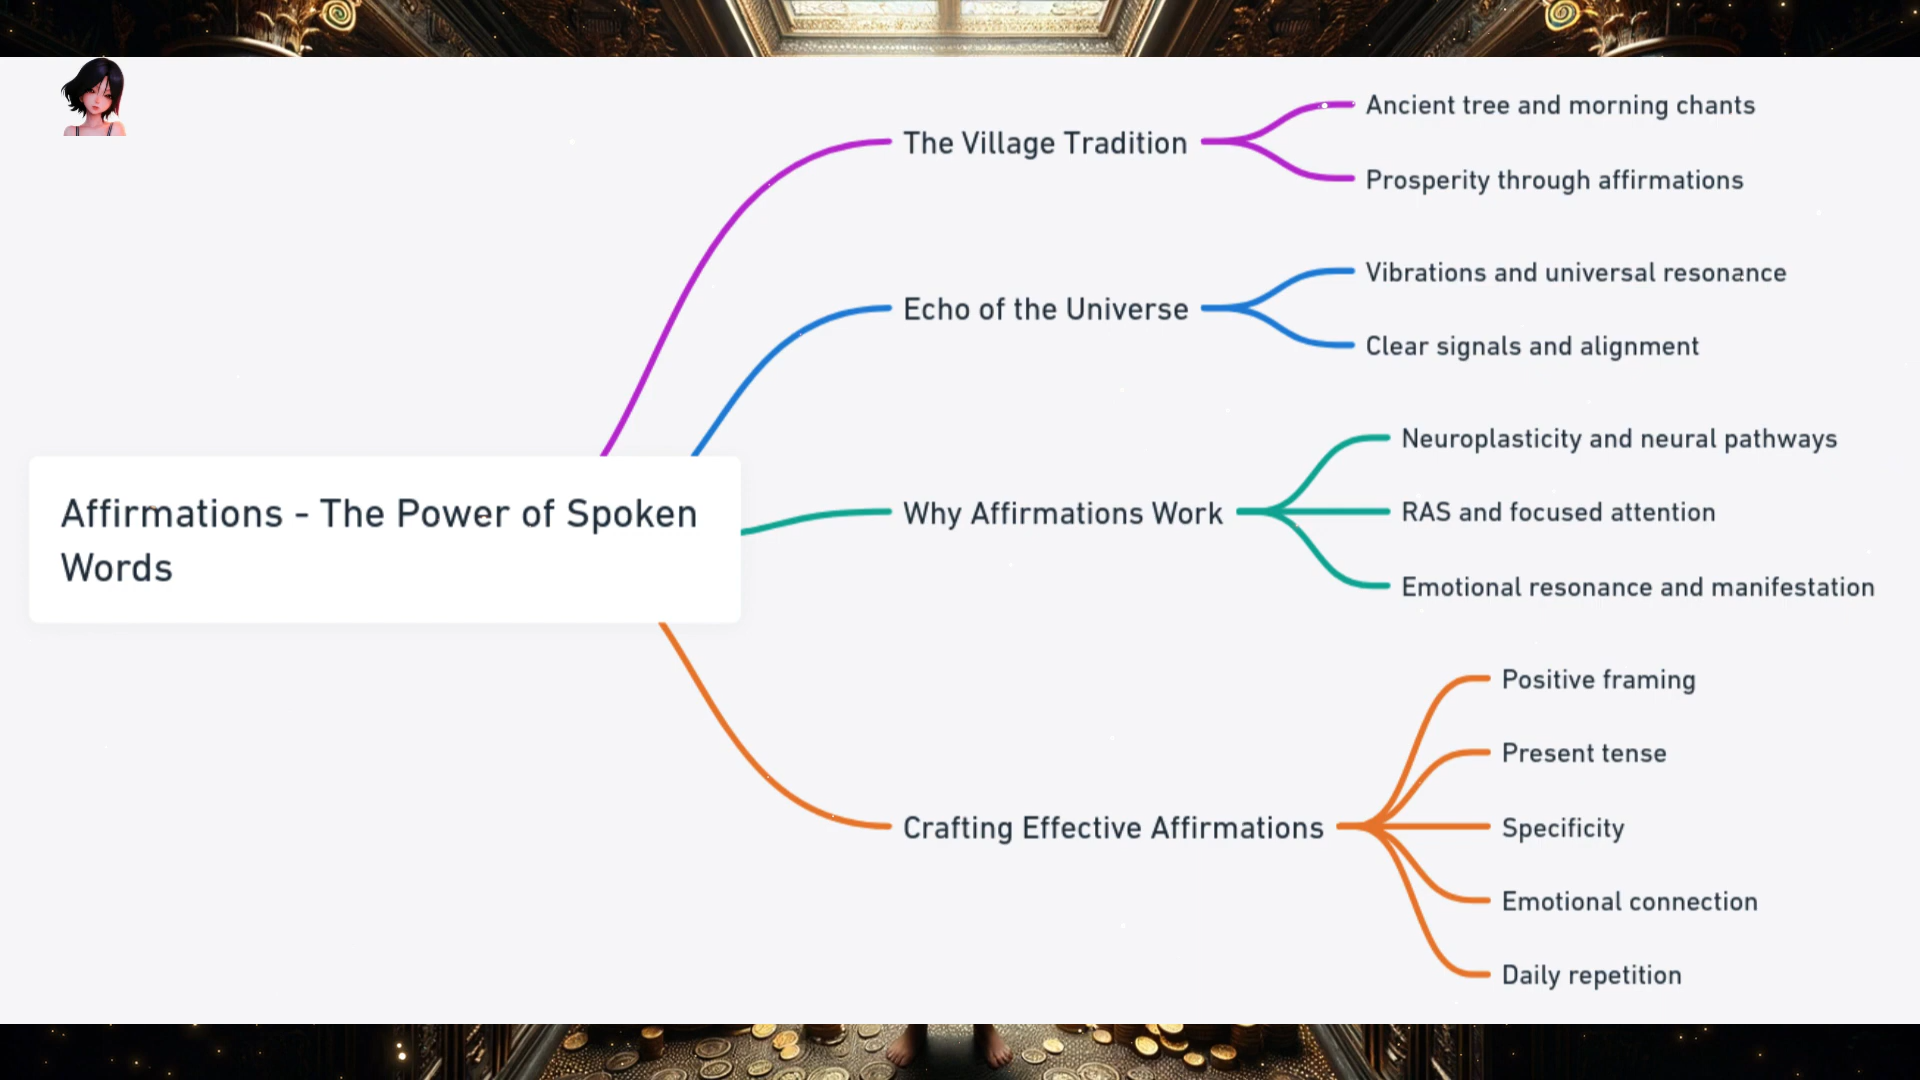 Affirmations - The Power of Spoken
Words
The Village Tradition
Ancient tree and morning chants
Prosperity through affirmations
Echo of the Universe
Vibrations and universal resonance
Clear signals and alignment
Why Affirmations Work
Neuroplasticity and neural pathways
RAS and focused attention
Emotional resonance and manifestation
Crafting Effective Affirmations
Positive framing
Present tense
Specificity
Emotional connection
Daily repetition